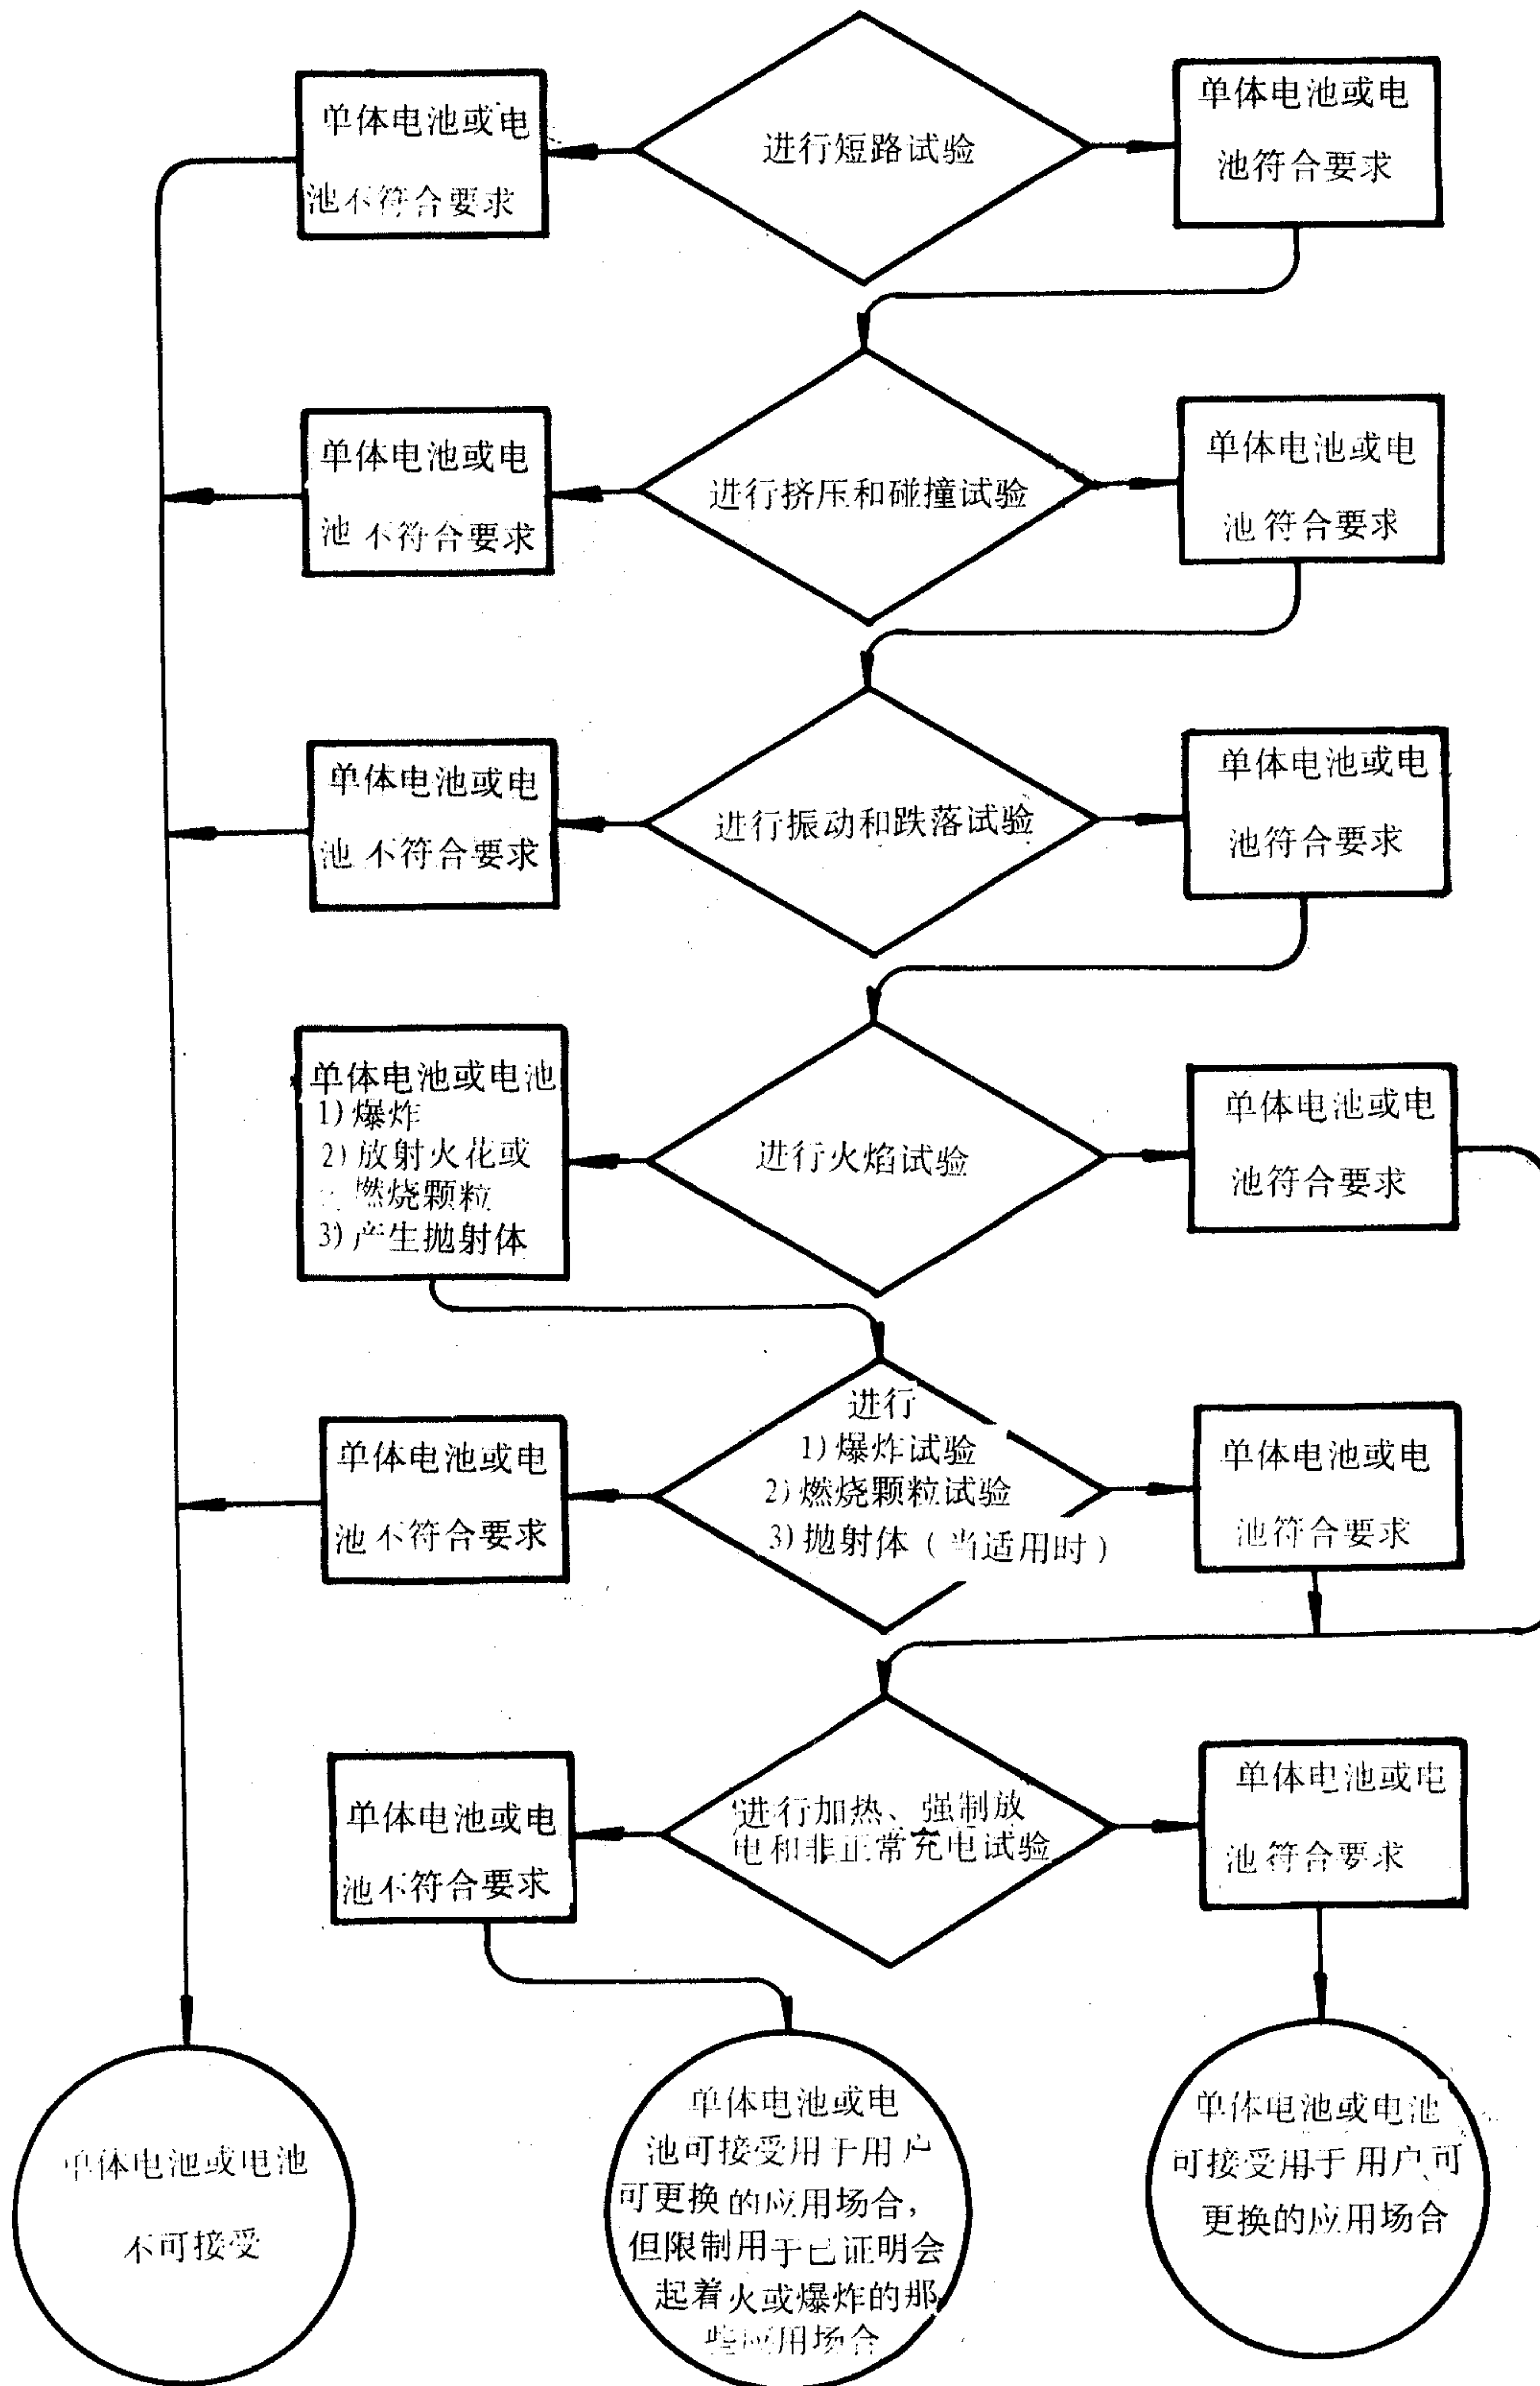 单体电池或电
池不符合要求
进行短路试验
单体电池或电
池符合要求
单体电池或电
池 不符合要求
进行挤压和碰撞试验
单体电池或电
池 符合要求
单体电池或电
池 不符合要求
进行振动和跌落试验
单体电池或电
池符合要求
单体电池或电池
1) 爆炸
2) 放射火花或
燃烧颗粒
3) 产生抛射体
进行火焰试验
单体电池或电
池符合要求
单体电池或电
池 不符合要求
进行
1) 爆炸试验
2) 燃烧颗粒试验
3) 抛射体（当适用时）
单体电池或电
池符合要求
单体电池或电
池不符合要求
进行加热、强制放
电和非正常充电试验
单体电池或电
池符合要求
单体电池或电池
不可接受
单体电池或电
池可接受用于用户
可更换的应用场合，
但限制用于已证明会
起着火或爆炸的那
些应用场合
单体电池或电池
可接受用于用户可
更换的应用场合